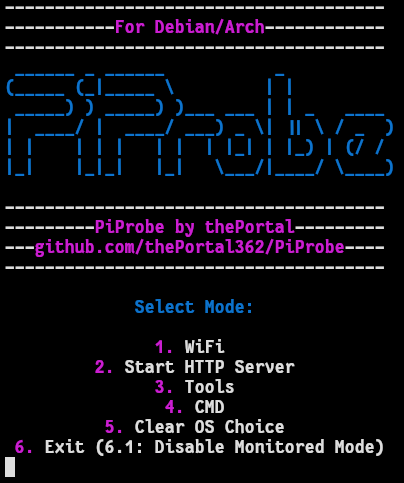 For Debian/Arch
PiProbe
PiProbe by thePortal
github.com/thePortal362/PiProbe
Select Mode:
1. WiFi
2. Start HTTP Server
3. Tools
4. CMD
5. Clear OS Choice
6. Exit (6.1: Disable Monitored Mode)